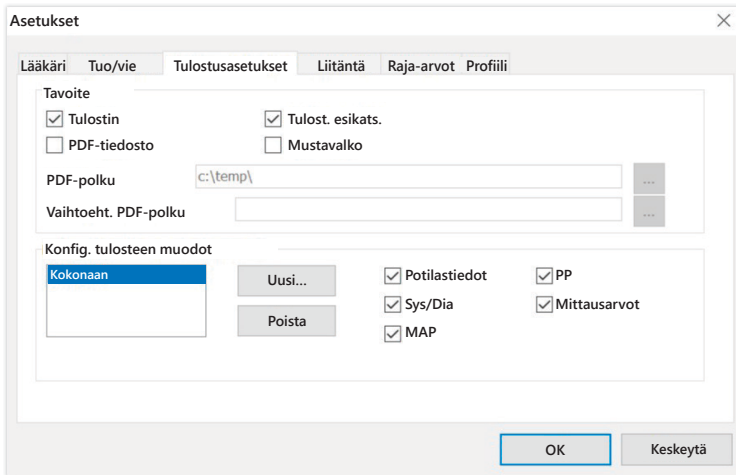 Asetukset
Lääkäri Tuo/vie Tulostusasetukset Liitäntä Raja-arvot Profiili
Tavoite
Tulostin Tulost. esikats.
PDF-tiedosto Mustavalko
PDF-polku c:\temp\ ...
Vaihtoeht. PDF-polku ...
Konfig. tulosteen muodot
Kokonaan Uusi... Potilastiedot PP
Sys/Dia Mittausarvot
Poista MAP
OK Keskeytä